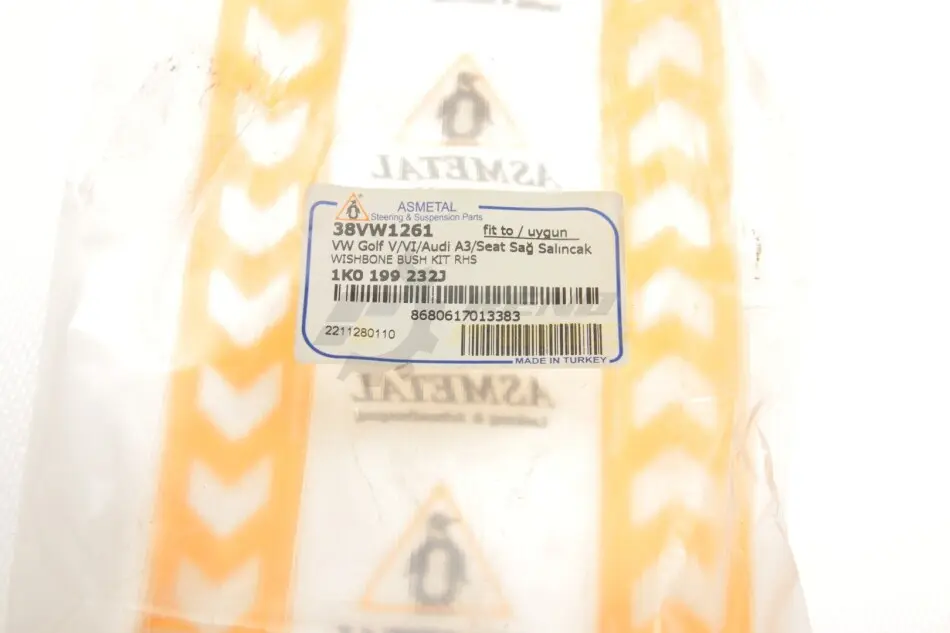 ASMETAL
ASMETAL
Steering & Suspension Parts
38VW1261 fit to / uygun
VW Golf V/VI/Audi A3/Seat Sağ Salıncak
WISHBONE BUSH KIT RHS
1K0 199 232J
8680617013383
2211280110
MADE IN TURKEY
ASMETAL